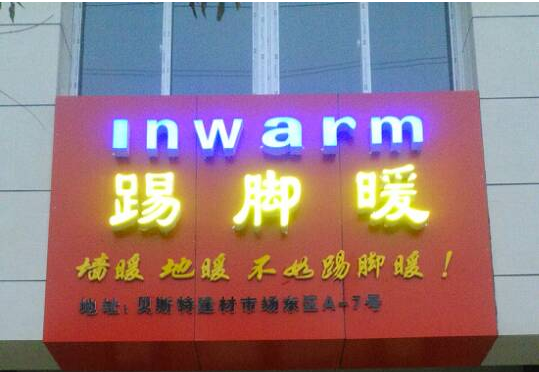 inwarm
踢脚暖
墙暖 地暖 不如踢脚暖！
地址：贝斯特建材市场东区A-7号